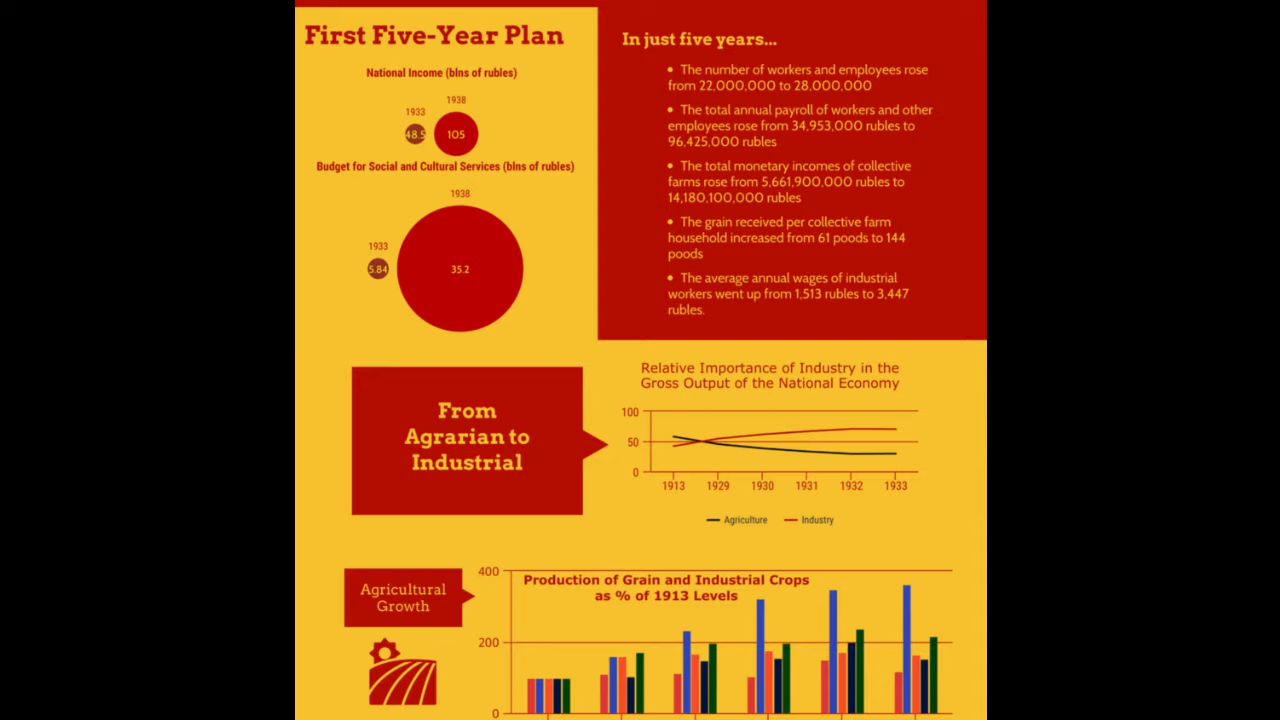 First Five-Year Plan
National Income (blns of rubles)
1938
1933
48.5
105
Budget for Social and Cultural Services (blns of rubles)
1938
1933
5.84
35.2
In just five years...
• The number of workers and employees rose
from 22,000,000 to 28,000,000
• The total annual payroll of workers and other
employees rose from 34,953,000 rubles to
96,425,000 rubles
• The total monetary incomes of collective
farms rose from 5,661,900,000 rubles to
14,180,100,000 rubles
• The grain received per collective farm
household increased from 61 poods to 144
poods
• The average annual wages of industrial
workers went up from 1,513 rubles to 3,447
rubles.
From
Agrarian to
Industrial
Relative Importance of Industry in the
Gross Output of the National Economy
100
50
0
1913 1929 1930 1931 1932 1933
Agriculture Industry
Agricultural
Growth
Production of Grain and Industrial Crops
as % of 1913 Levels
400
200
0